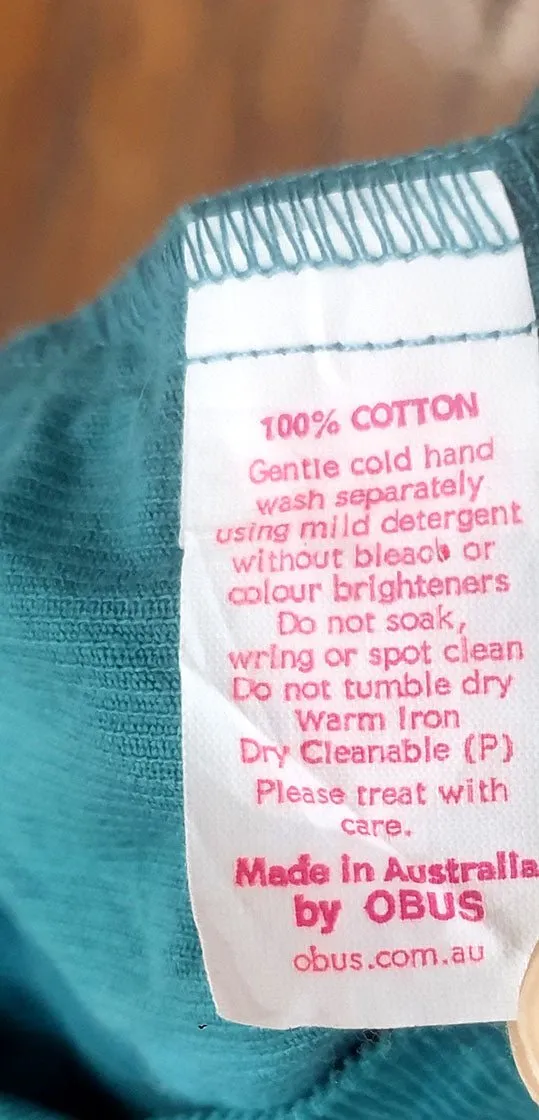 100% COTTON
Gentle cold hand
wash separately
using mild detergent
without bleach or
colour brighteners
Do not soak,
wring or spot clean
Do not tumble dry
Warm Iron
Dry Cleanable (P)
Please treat with
care.
Made in Australia
by OBUS
obus.com.au